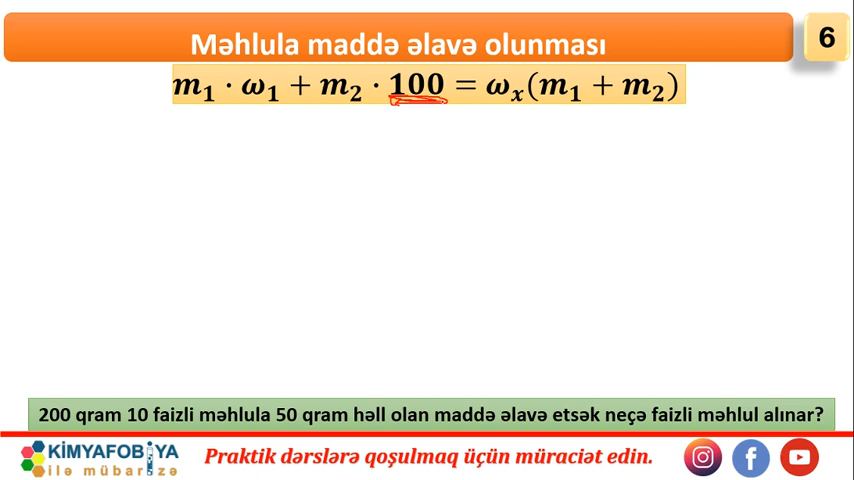 Məhlula maddə əlavə olunması
6
m₁ · ω₁ + m₂ · 100 = ωₓ(m₁ + m₂)
200 qram 10 faizli məhlula 50 qram həll olan maddə əlavə etsək neçə faizli məhlul alınar?
KİMYAFOBİYA
ilə mübarizə
Praktik dərslərə qoşulmaq üçün müraciət edin.